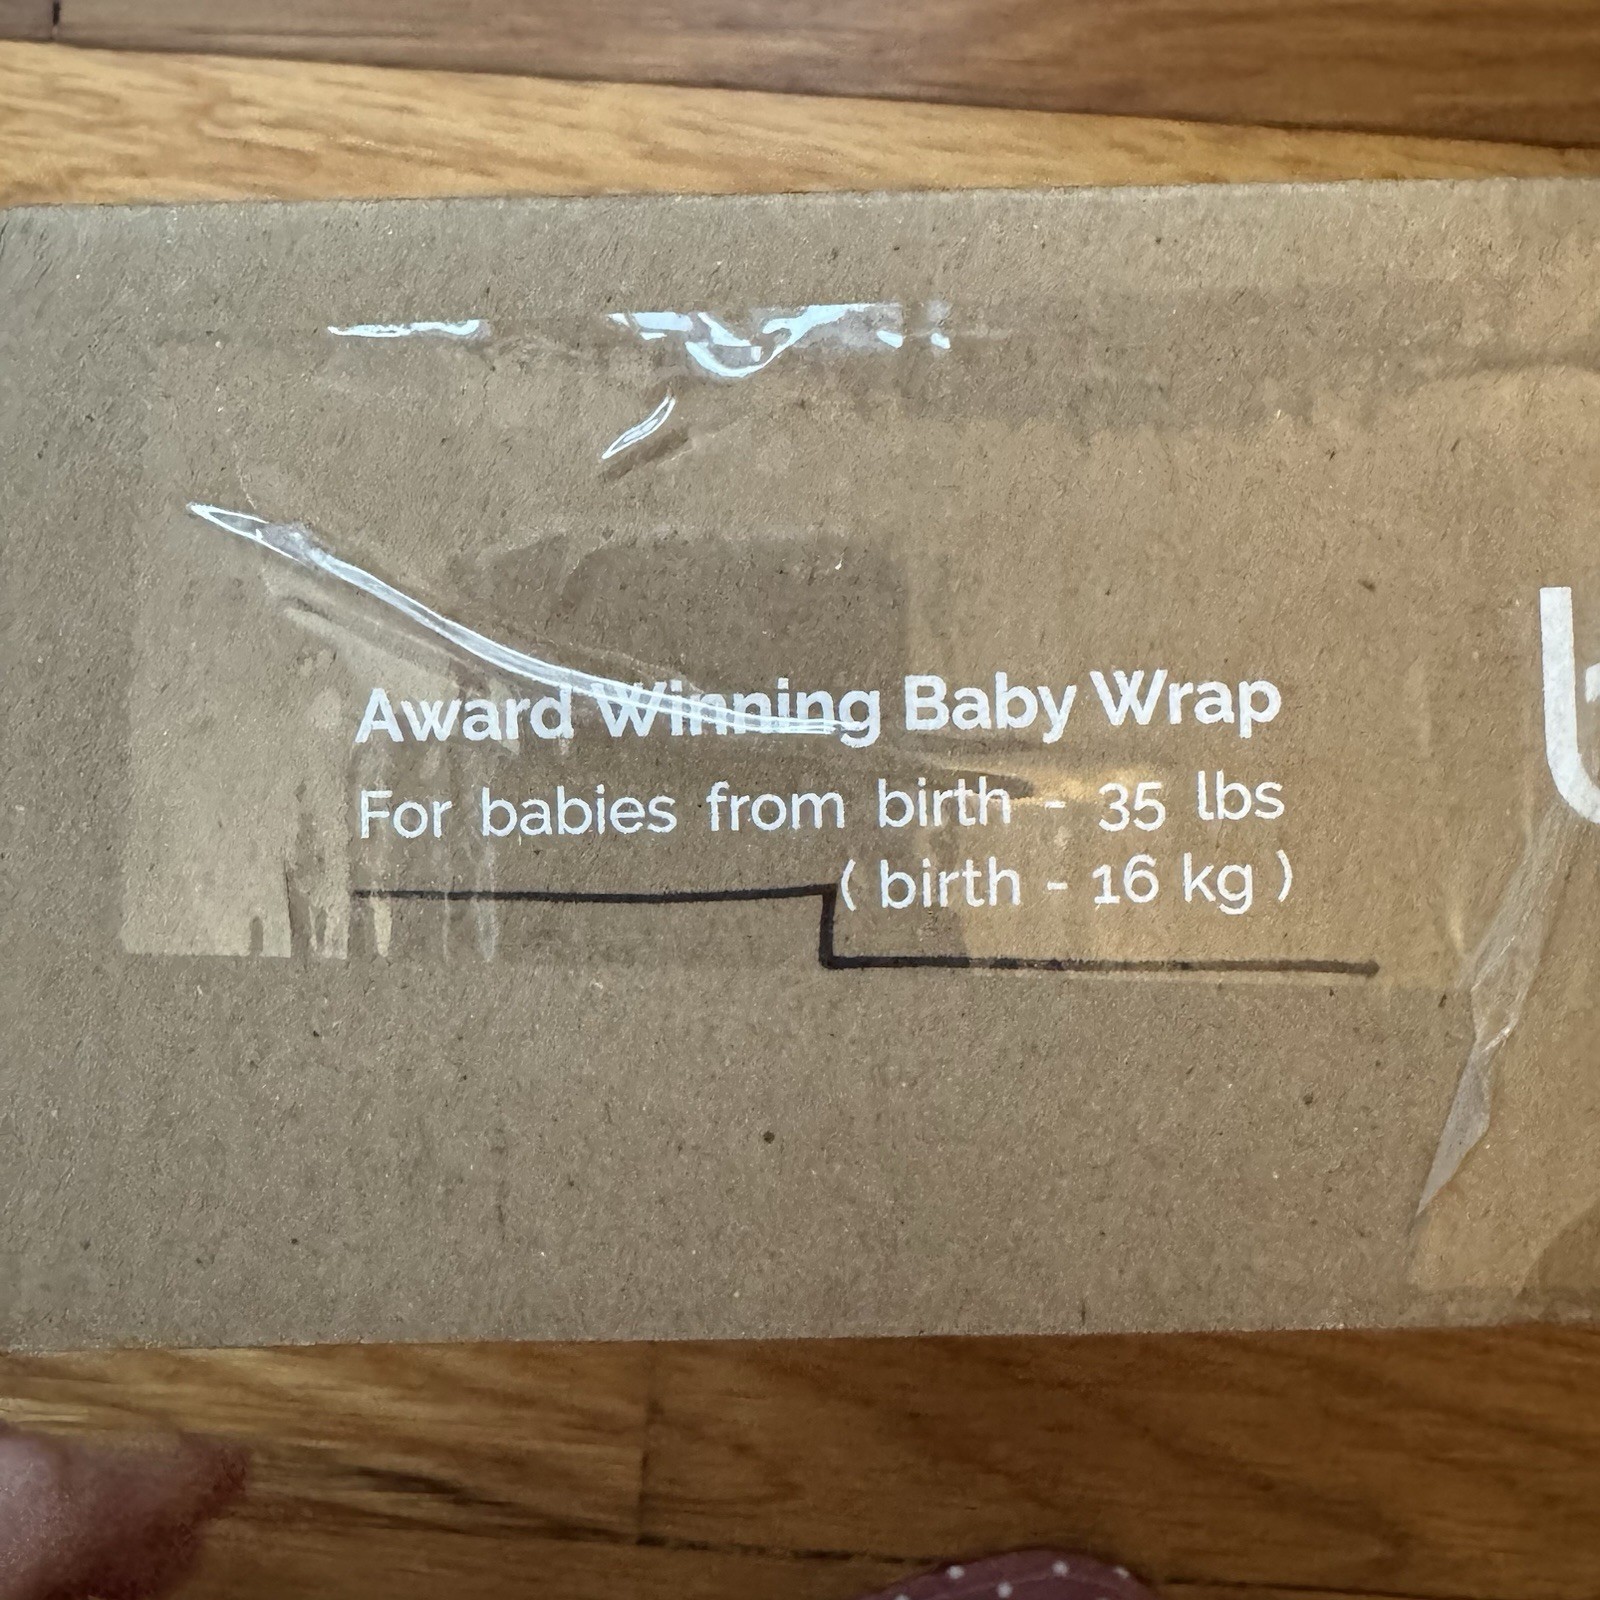 Award Winning Baby Wrap
For babies from birth - 35 lbs
( birth - 16 kg )